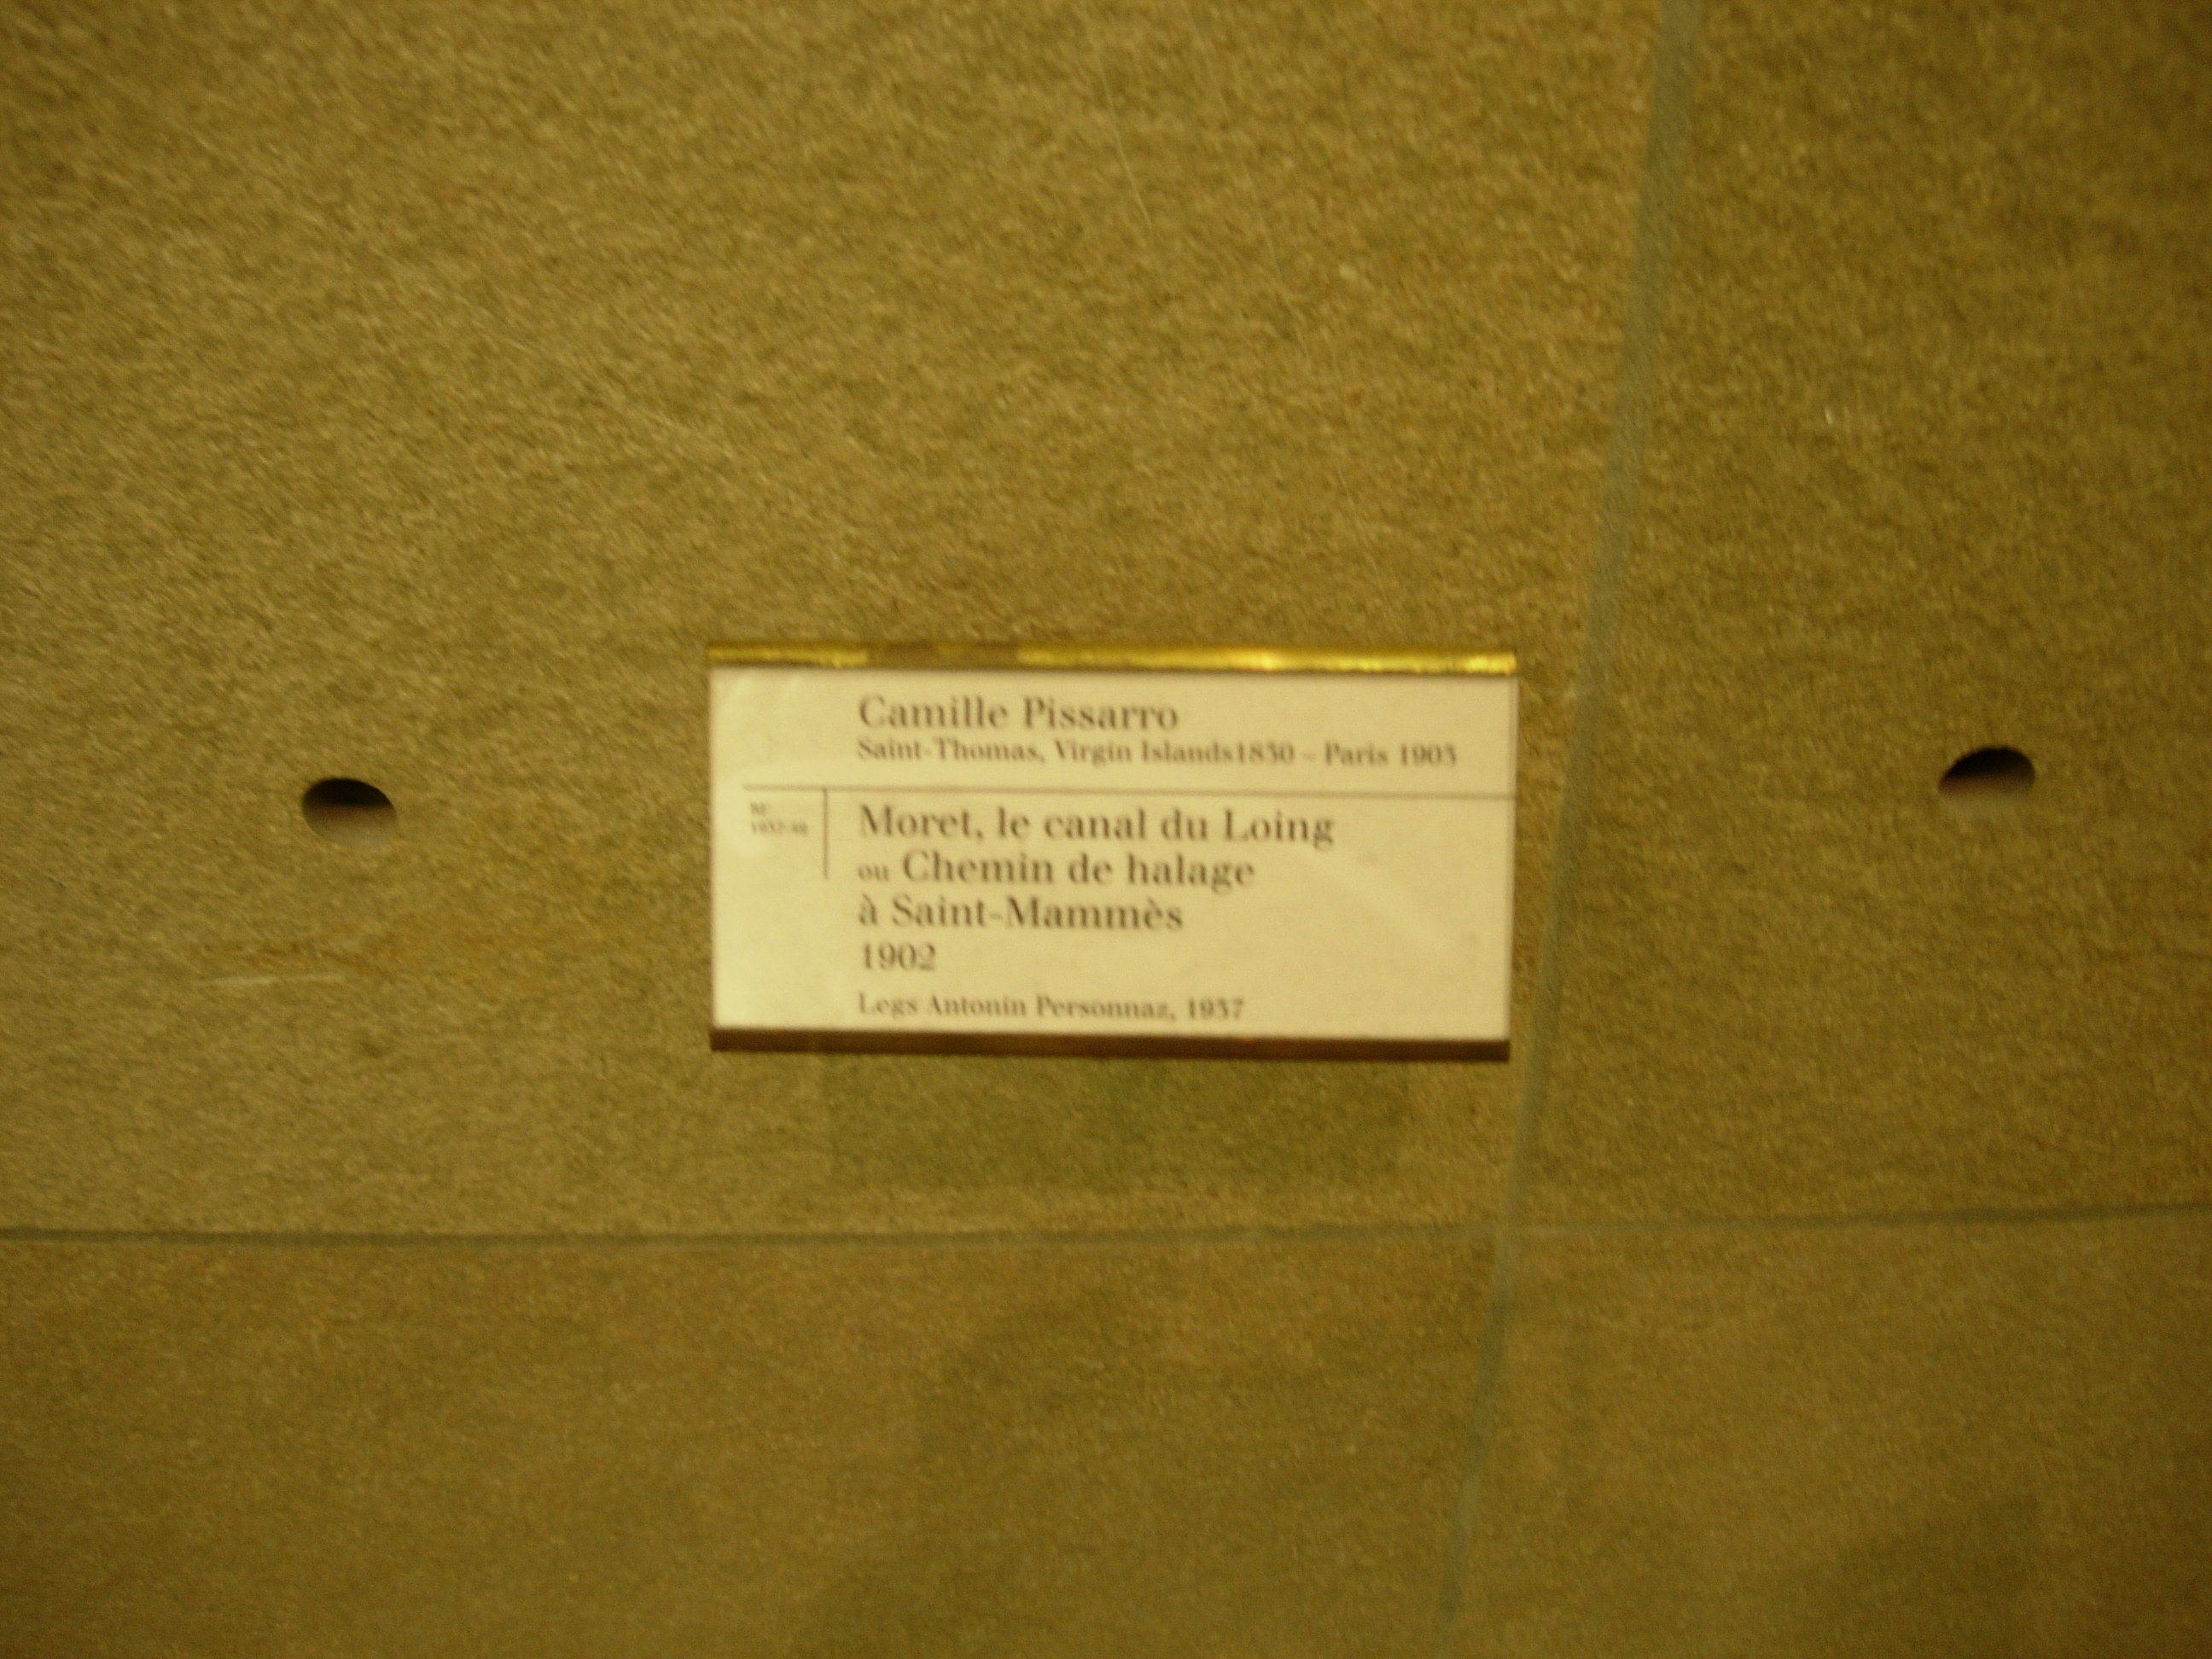 Camille Pissarro
Saint-Thomas, Virgin Islands1830 – Paris 1903
RF
Moret, le canal du Loing
ou Chemin de halage
à Saint-Mammès
1902
Legs Antonin Personnaz, 1937